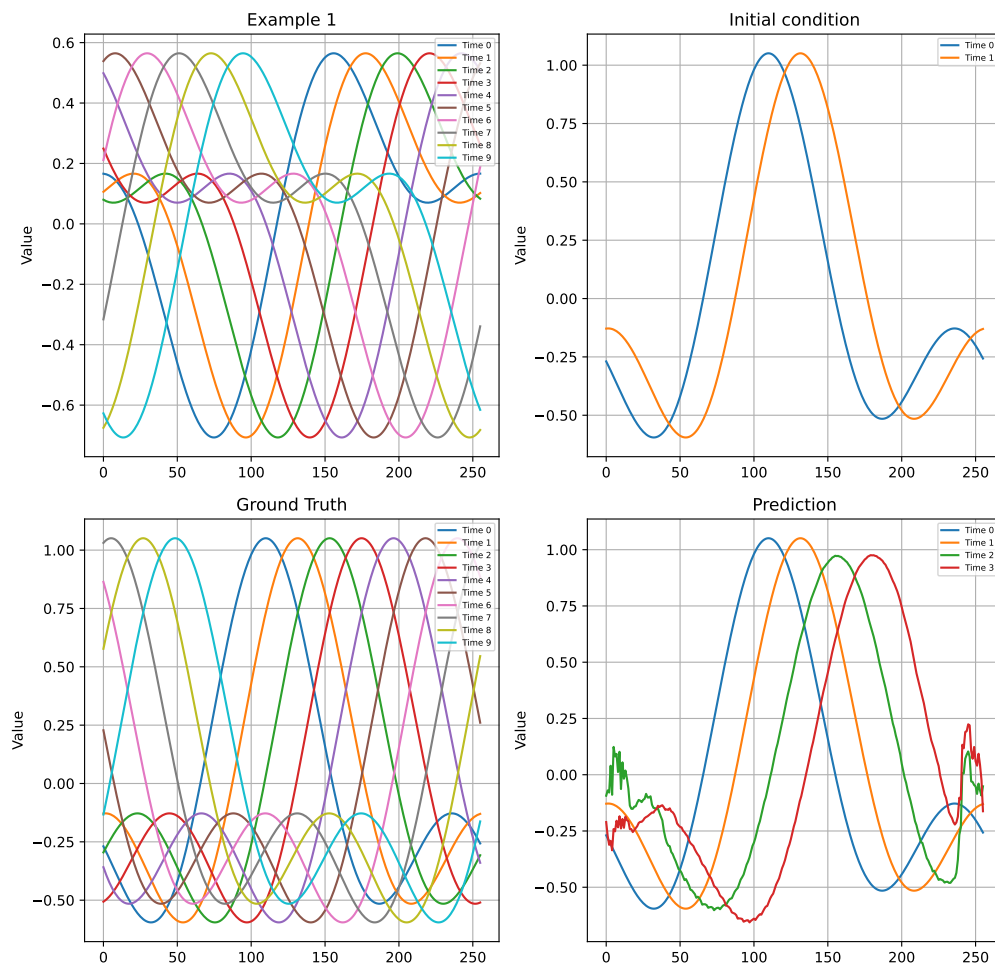 Example 1
Value
0.6
0.4
0.2
0.0
−0.2
−0.4
−0.6
0
50
100
150
200
250
Time 0
Time 1
Time 2
Time 3
Time 4
Time 5
Time 6
Time 7
Time 8
Time 9
Initial condition
Value
1.00
0.75
0.50
0.25
0.00
−0.25
−0.50
0
50
100
150
200
250
Time 0
Time 1
Ground Truth
Value
1.00
0.75
0.50
0.25
0.00
−0.25
−0.50
0
50
100
150
200
250
Time 0
Time 1
Time 2
Time 3
Time 4
Time 5
Time 6
Time 7
Time 8
Time 9
Prediction
Value
1.00
0.75
0.50
0.25
0.00
−0.25
−0.50
0
50
100
150
200
250
Time 0
Time 1
Time 2
Time 3